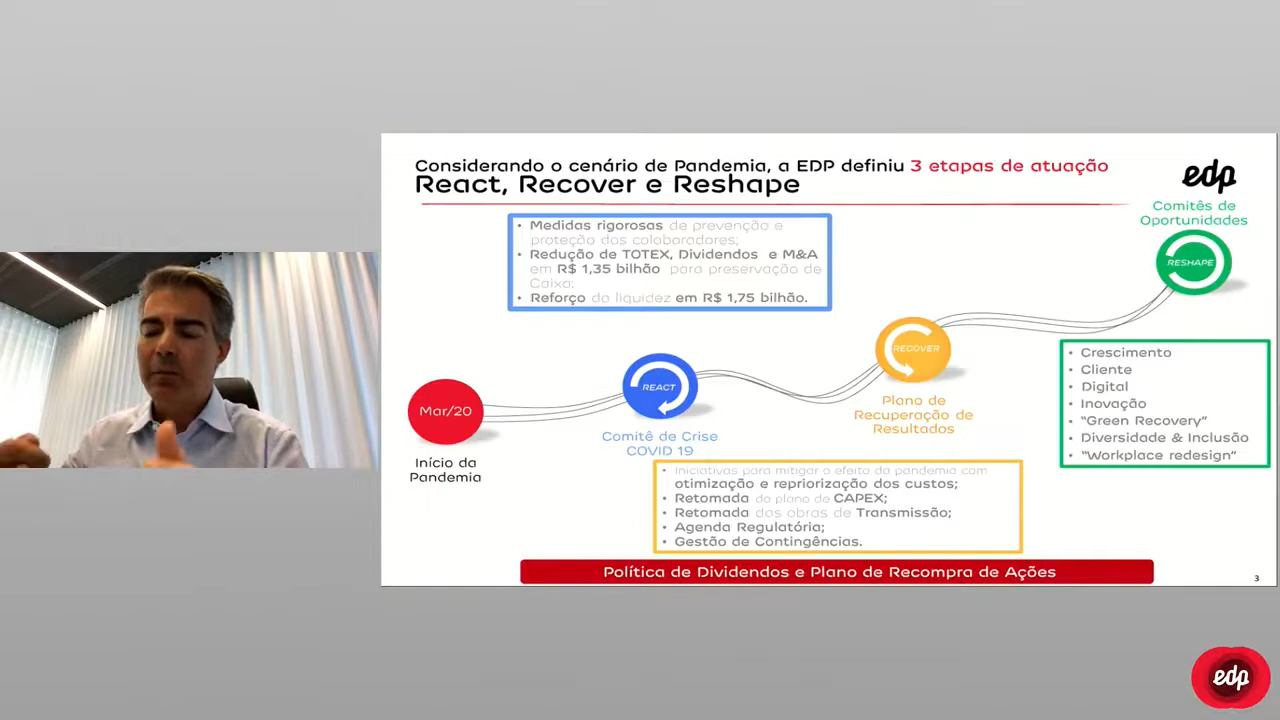 Considerando o cenário de Pandemia, a EDP definiu 3 etapas de atuação
React, Recover e Reshape
edp
Comitês de
Oportunidades
RESHAPE
• Medidas rigorosas de prevenção e
proteção dos colaboradores;
• Redução de TOTEX, Dividendos e M&A
em R$ 1,35 bilhão para preservação de
Caixa;
• Reforço da liquidez em R$ 1,75 bilhão.
RECOVER
Plano de
Recuperação de
Resultados
REACT
Comitê de Crise
COVID 19
Mar/20
Início da
Pandemia
• Crescimento
• Cliente
• Digital
• Inovação
• “Green Recovery”
• Diversidade & Inclusão
• “Workplace redesign”
• Iniciativas para mitigar o efeito da pandemia com
otimização e repriorização dos custos;
• Retomada do plano de CAPEX;
• Retomada das obras de Transmissão;
• Agenda Regulatória;
• Gestão de Contingências.
Política de Dividendos e Plano de Recompra de Ações
3
edp